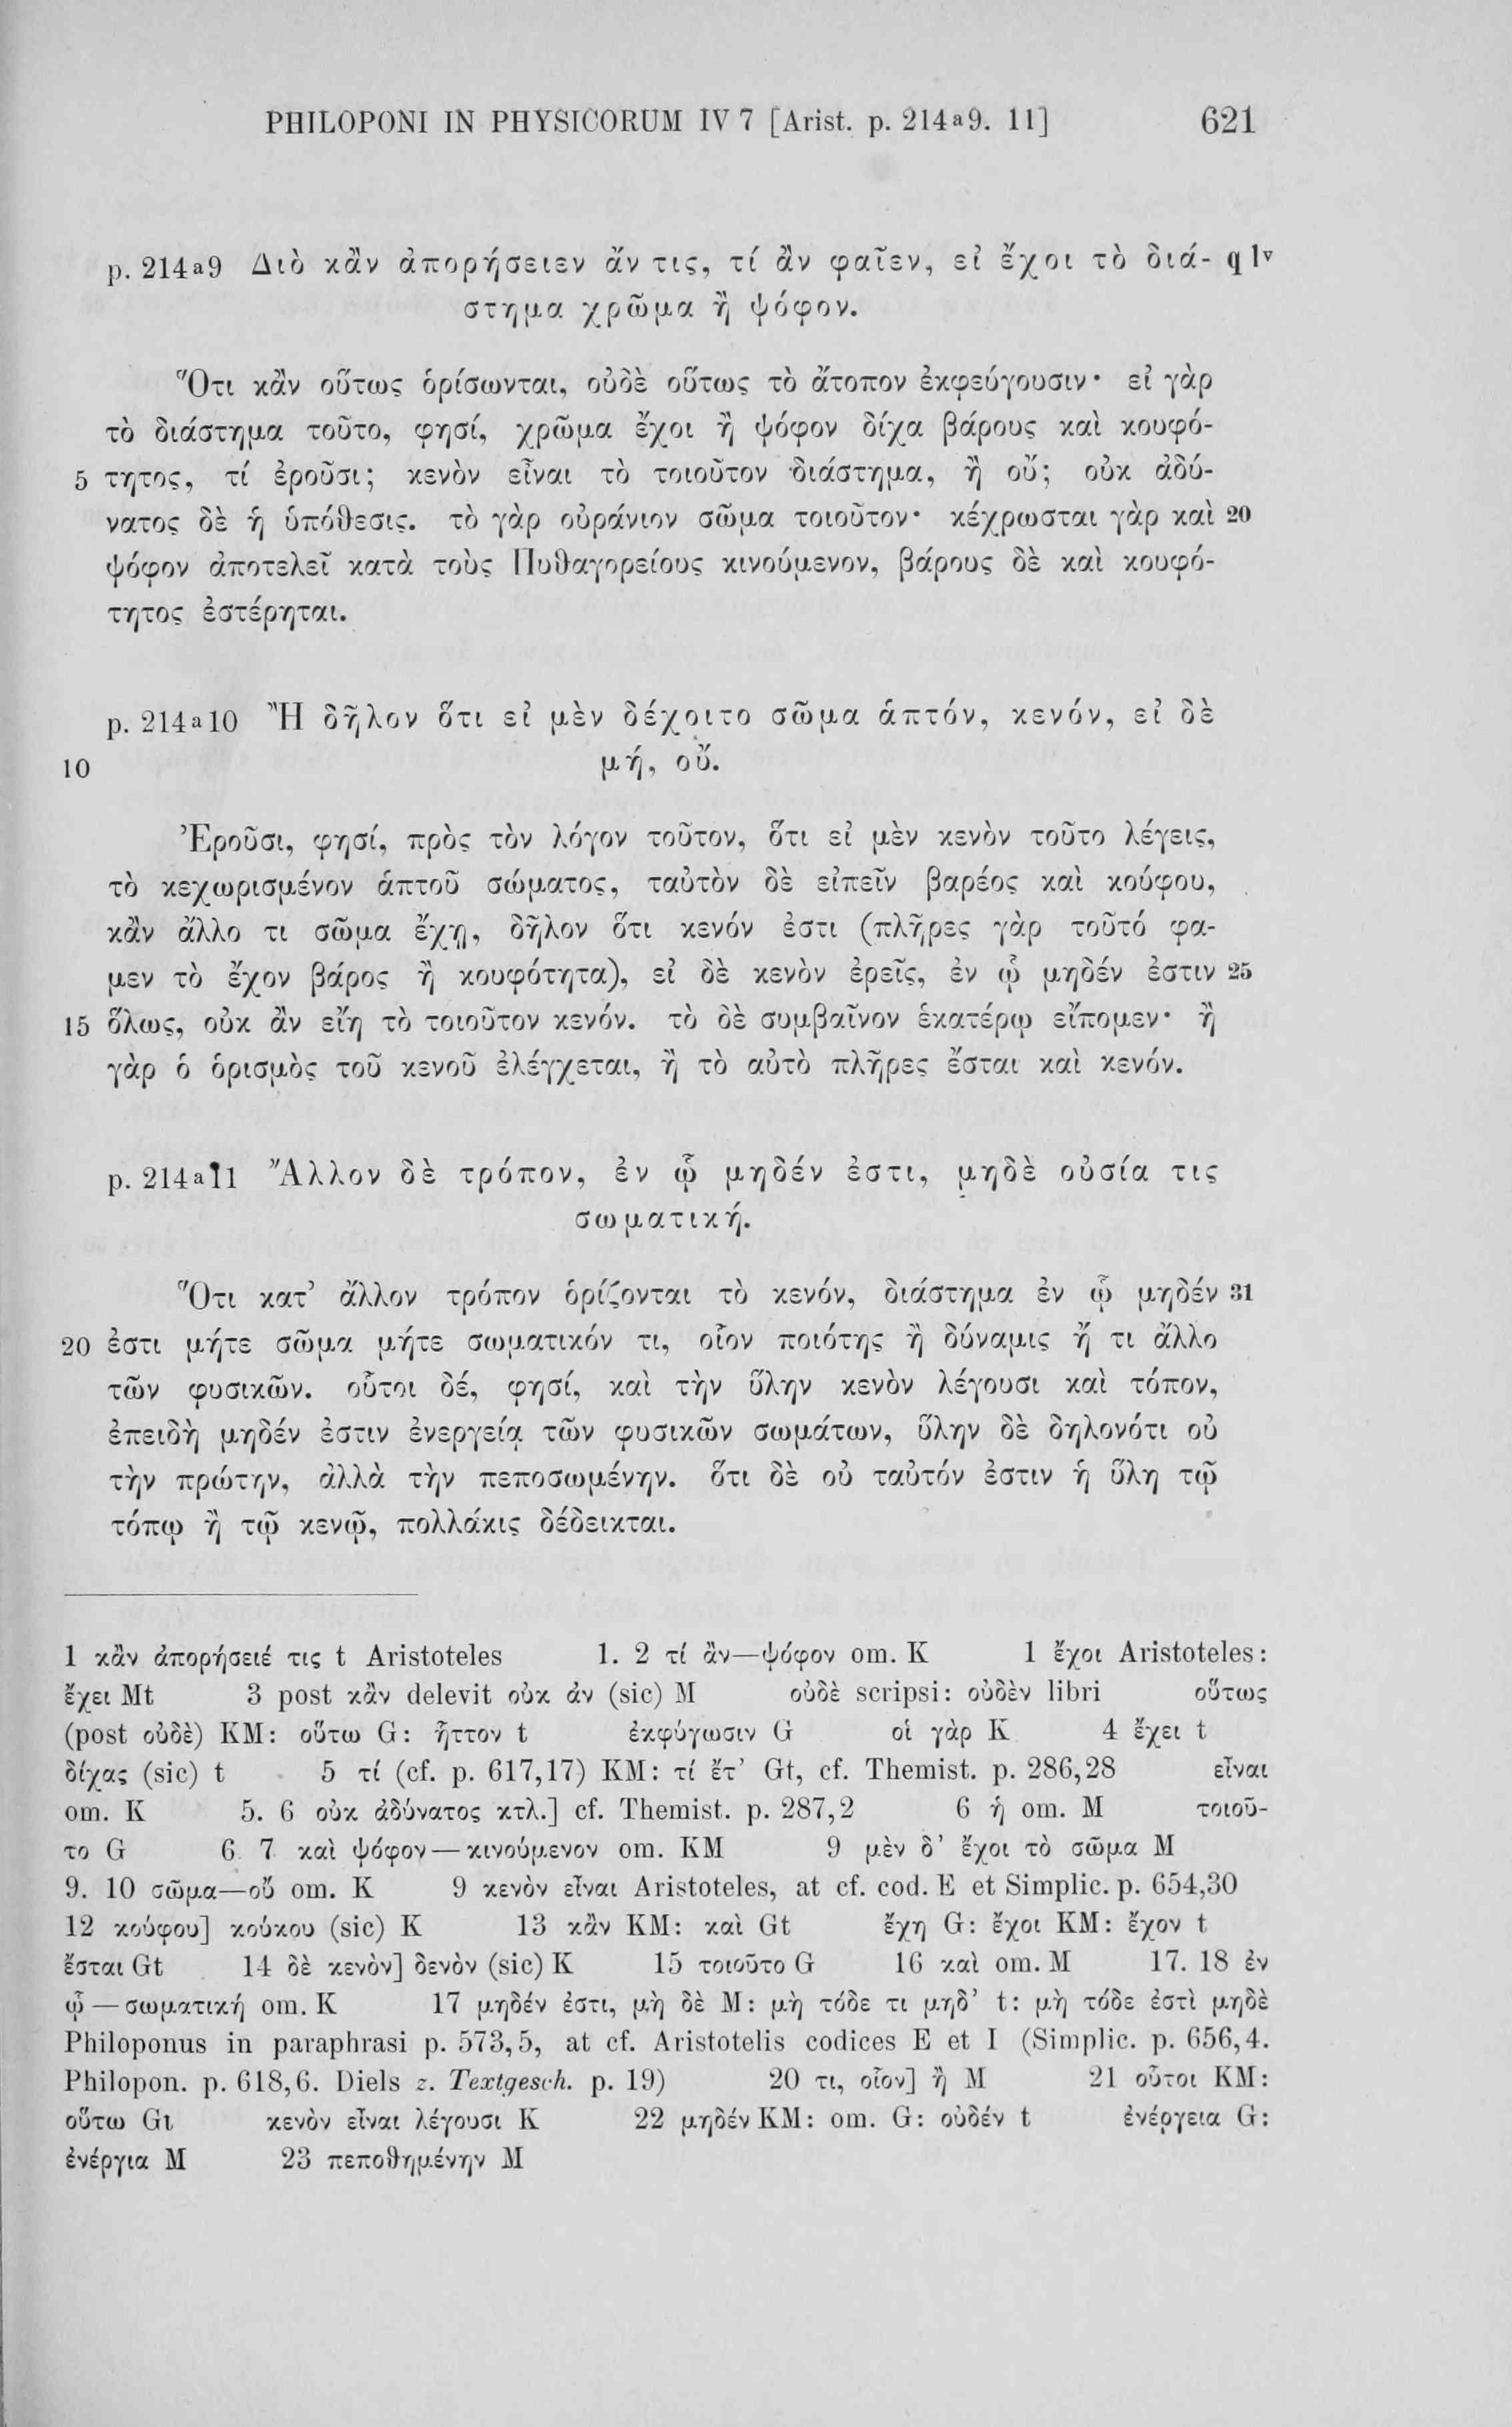 PHILOPONI IN PHYSICORUM IV 7 [Arist. p. 214ᵃ9. 11] 621
p. 214ᵃ9 Διὸ κἂν ἀπορήσειεν ἄν τις, τί ἂν φαῖεν, εἰ ἔχοι τὸ διά- q 1ᵛ
στημα χρῶμα ἢ ψόφον.
Ὅτι κἂν οὕτως ὁρίσωνται, οὐδὲ οὕτως τὸ ἄτοπον ἐκφεύγουσιν· εἰ γὰρ
τὸ διάστημα τοῦτο, φησί, χρῶμα ἔχοι ἢ ψόφον δίχα βάρους καὶ κουφό-
5 τητος, τί ἐροῦσι; κενὸν εἶναι τὸ τοιοῦτον διάστημα, ἢ οὔ; οὐκ ἀδύ-
νατος δὲ ἡ ὑπόθεσις. τὸ γὰρ οὐράνιον σῶμα τοιοῦτον· κέχρωσται γὰρ καὶ 20
ψόφον ἀποτελεῖ κατὰ τοὺς Πυθαγορείους κινούμενον, βάρους δὲ καὶ κουφό-
τητος ἐστέρηται.
p. 214ᵃ10 Ἢ δῆλον ὅτι εἰ μὲν δέχοιτο σῶμα ἁπτόν, κενόν, εἰ δὲ
10 μή, οὔ.
Ἐροῦσι, φησί, πρὸς τὸν λόγον τοῦτον, ὅτι εἰ μὲν κενὸν τοῦτο λέγεις,
τὸ κεχωρισμένον ἁπτοῦ σώματος, ταὐτὸν δὲ εἰπεῖν βαρέος καὶ κούφου,
κἂν ἄλλο τι σῶμα ἔχῃ, δῆλον ὅτι κενόν ἐστι (πλῆρες γὰρ τοῦτό φα-
μεν τὸ ἔχον βάρος ἢ κουφότητα), εἰ δὲ κενὸν ἐρεῖς, ἐν ᾧ μηδέν ἐστιν 25
15 ὅλως, οὐκ ἂν εἴη τὸ τοιοῦτον κενόν. τὸ δὲ συμβαῖνον ἑκατέρῳ εἴπομεν· ἢ
γὰρ ὁ ὁρισμὸς τοῦ κενοῦ ἐλέγχεται, ἢ τὸ αὐτὸ πλῆρες ἔσται καὶ κενόν.
p. 214ᵃ11 Ἄλλον δὲ τρόπον, ἐν ᾧ μηδέν ἐστι, μηδὲ οὐσία τις
σωματική.
Ὅτι κατ’ ἄλλον τρόπον ὁρίζονται τὸ κενόν, διάστημα ἐν ᾧ μηδέν 31
20 ἐστι μήτε σῶμα μήτε σωματικόν τι, οἷον ποιότης ἢ δύναμις ἤ τι ἄλλο
τῶν φυσικῶν. οὗτοι δέ, φησί, καὶ τὴν ὕλην κενὸν λέγουσι καὶ τόπον,
ἐπειδὴ μηδέν ἐστιν ἐνεργείᾳ τῶν φυσικῶν σωμάτων, ὕλην δὲ δηλονότι οὐ
τὴν πρώτην, ἀλλὰ τὴν πεποσωμένην. ὅτι δὲ οὐ ταὐτόν ἐστιν ἡ ὕλη τῷ
τόπῳ ἢ τῷ κενῷ, πολλάκις δέδεικται.
1 κἂν ἀπορήσειέ τις t Aristoteles 1. 2 τί ἂν—ψόφον om. K 1 ἔχοι Aristoteles:
ἔχει Mt 3 post κἂν delevit οὐκ ἀν (sic) M οὐδὲ scripsi: οὐδὲν libri οὕτως
(post οὐδὲ) KM: οὕτω G: ἧττον t ἐκφύγωσιν G οἱ γὰρ K 4 ἔχει t
δίχας (sic) t 5 τί (cf. p. 617,17) KM: τί ἔτ’ Gt, cf. Themist. p. 286,28 εἶναι
om. K 5. 6 οὐκ ἀδύνατος κτλ.] cf. Themist. p. 287,2 6 ἡ om. M τοιοῦ-
το G 6. 7 καὶ ψόφον—κινούμενον om. KM 9 μὲν δ’ ἔχοι τὸ σῶμα M
9. 10 σῶμα—οὔ om. K 9 κενὸν εἶναι Aristoteles, at cf. cod. E et Simplic. p. 654,30
12 κούφου] κούκου (sic) K 13 κἂν KM: καὶ Gt ἔχῃ G: ἔχοι KM: ἔχον t
ἔσται Gt 14 δὲ κενὸν] δενὸν (sic) K 15 τοιοῦτο G 16 καὶ om. M 17. 18 ἐν
ᾧ—σωματική om. K 17 μηδέν ἐστι, μὴ δὲ M: μὴ τόδε τι μηδ’ t: μὴ τόδε ἐστὶ μηδὲ
Philoponus in paraphrasi p. 573,5, at cf. Aristotelis codices E et I (Simplic. p. 656,4.
Philopon. p. 618,6. Diels z. Textgesch. p. 19) 20 τι, οἷον] ἢ M 21 οὗτοι KM:
οὕτω Gt κενὸν εἶναι λέγουσι K 22 μηδέν KM: om. G: οὐδέν t ἐνέργεια G:
ἐνέργια M 23 πεποθημένην M